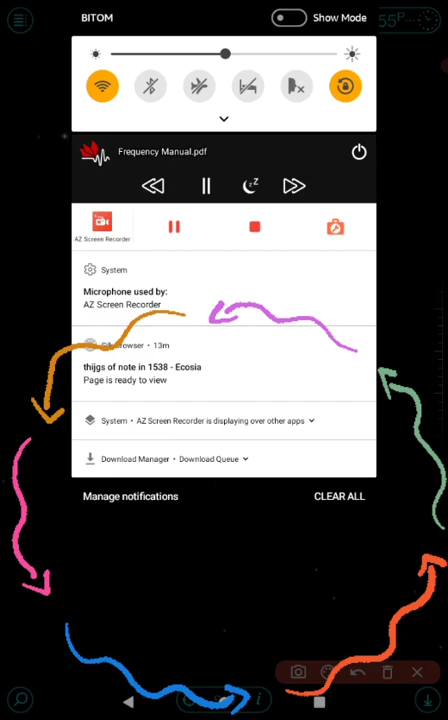 BITOM
Show Mode
55P...
Frequency Manual.pdf
AZ Screen Recorder
System
Microphone used by:
AZ Screen Recorder
Browser • 13m
thijgs of note in 1538 - Ecosia
Page is ready to view
System • AZ Screen Recorder is displaying over other apps
Download Manager • Download Queue
Manage notifications
CLEAR ALL